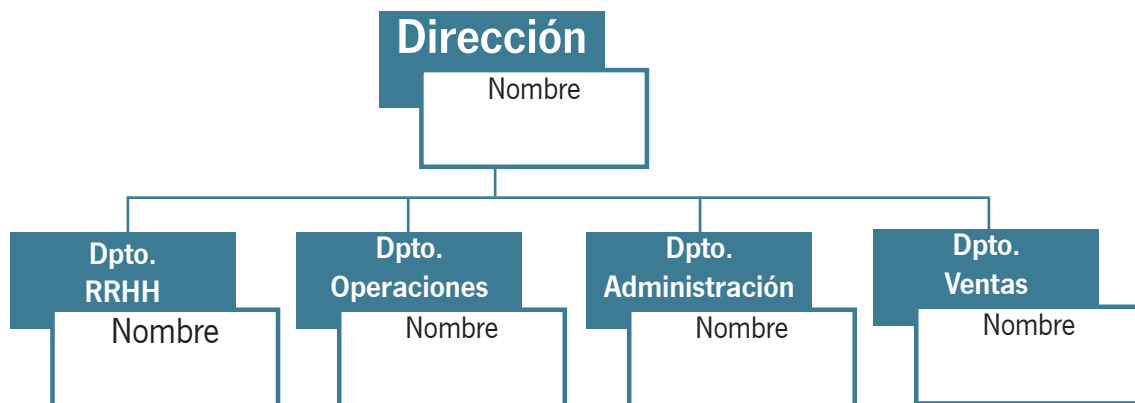 Dirección
Nombre
Dpto.
RRHH
Nombre
Dpto.
Operaciones
Nombre
Dpto.
Administración
Nombre
Dpto.
Ventas
Nombre